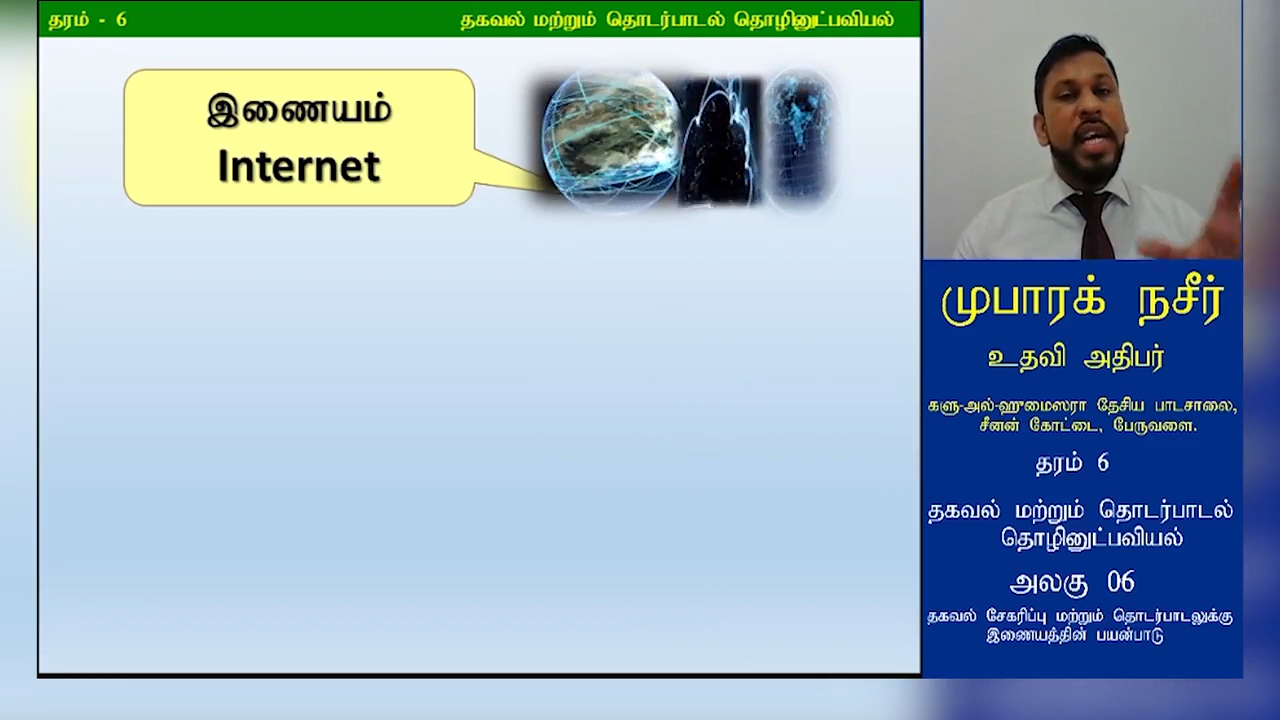 தரம் - 6
தகவல் மற்றும் தொடர்பாடல் தொழினுட்பவியல்
இணையம்
Internet
முபாரக் நசீர்
உதவி அதிபர்
களு-அல்-ஹுமைஸரா தேசிய பாடசாலை,
சீனன் கோட்டை, பேருவளை.
தரம் 6
தகவல் மற்றும் தொடர்பாடல்
தொழினுட்பவியல்
அலகு 06
தகவல் சேகரிப்பு மற்றும் தொடர்பாடலுக்கு
இணையத்தின் பயன்பாடு